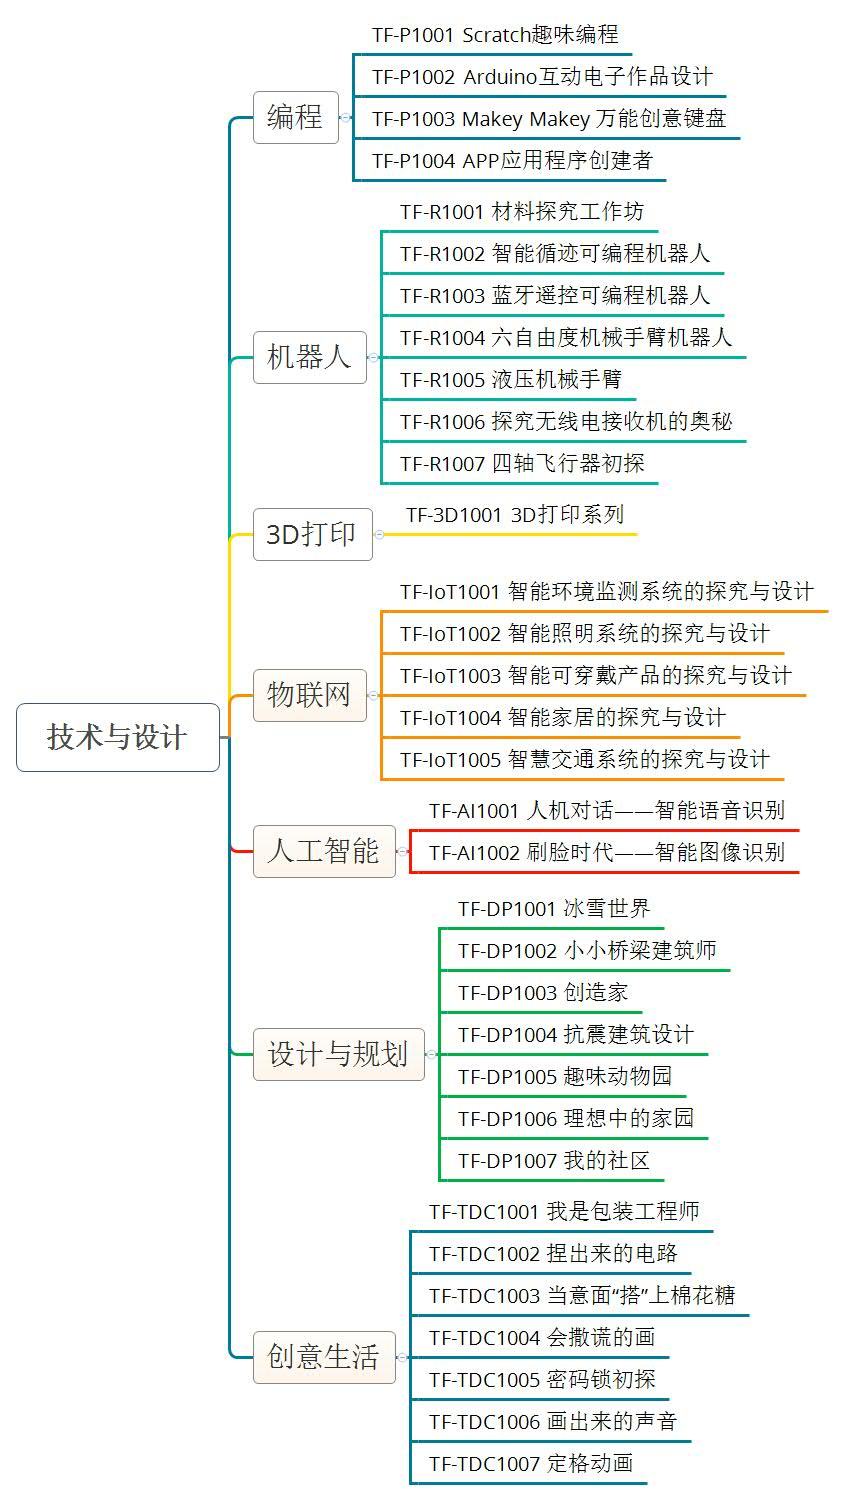 TF-P1001 Scratch趣味编程
TF-P1002 Arduino互动电子作品设计
编程
TF-P1003 Makey Makey 万能创意键盘
TF-P1004 APP应用程序创建者
TF-R1001 材料探究工作坊
TF-R1002 智能循迹可编程机器人
TF-R1003 蓝牙遥控可编程机器人
TF-R1004 六自由度机械手臂机器人
机器人
TF-R1005 液压机械手臂
TF-R1006 探究无线电接收机的奥秘
TF-R1007 四轴飞行器初探
3D打印
TF-3D1001 3D打印系列
TF-IoT1001 智能环境监测系统的探究与设计
TF-IoT1002 智能照明系统的探究与设计
TF-IoT1003 智能可穿戴产品的探究与设计
物联网
TF-IoT1004 智能家居的探究与设计
技术与设计
TF-IoT1005 智慧交通系统的探究与设计
TF-AI1001 人机对话——智能语音识别
人工智能
TF-AI1002 刷脸时代——智能图像识别
TF-DP1001 冰雪世界
TF-DP1002 小小桥梁建筑师
TF-DP1003 创造家
TF-DP1004 抗震建筑设计
设计与规划
TF-DP1005 趣味动物园
TF-DP1006 理想中的家园
TF-DP1007 我的社区
TF-TDC1001 我是包装工程师
TF-TDC1002 捏出来的电路
TF-TDC1003 当意面“搭”上棉花糖
TF-TDC1004 会撒谎的画
创意生活
TF-TDC1005 密码锁初探
TF-TDC1006 画出来的声音
TF-TDC1007 定格动画